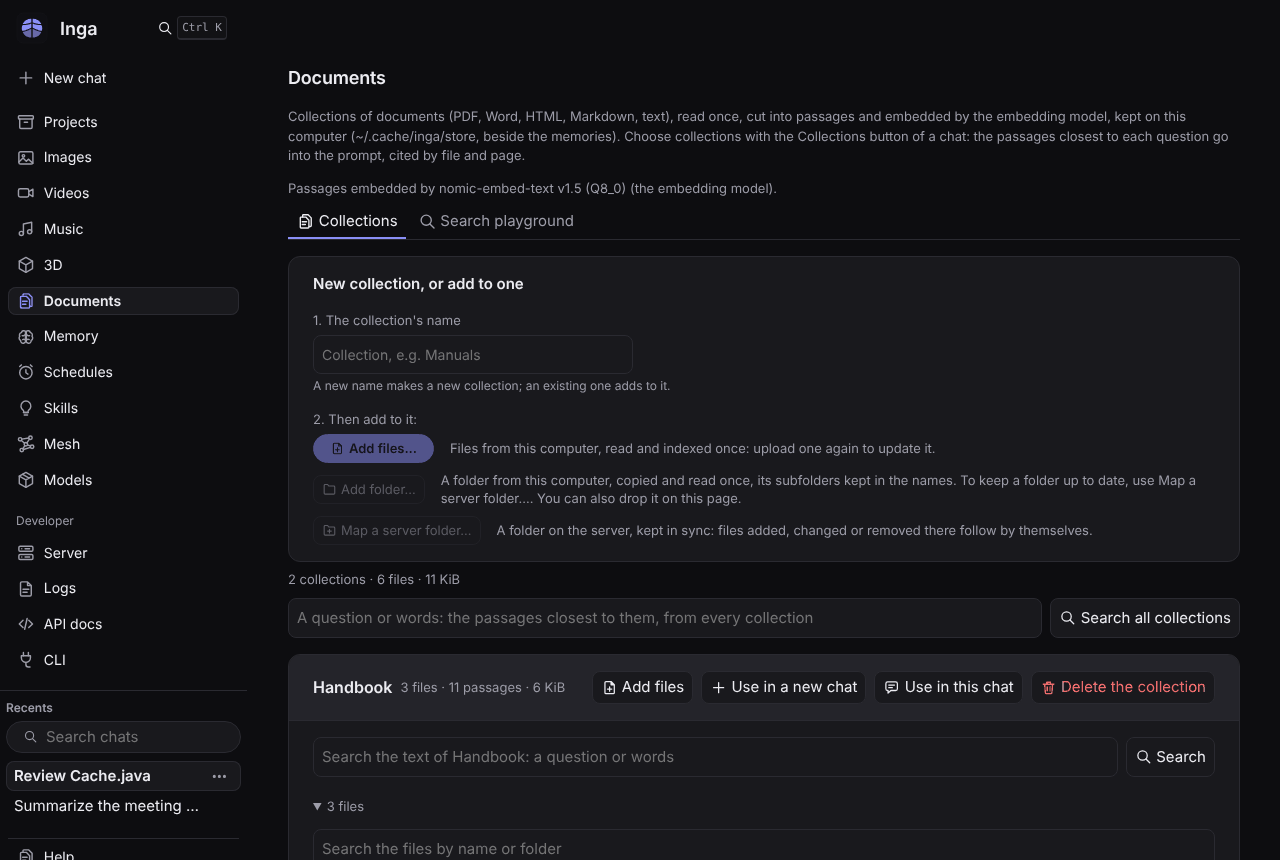 Inga
Ctrl K
New chat
Projects
Images
Videos
Music
3D
Documents
Memory
Schedules
Skills
Mesh
Models
Developer
Server
Logs
API docs
CLI
Recents
Search chats
Review Cache.java
Summarize the meeting ...
Help
Documents
Collections of documents (PDF, Word, HTML, Markdown, text), read once, cut into passages and embedded by the embedding model, kept on this
computer (~/.cache/inga/store, beside the memories). Choose collections with the Collections button of a chat: the passages closest to each question go
into the prompt, cited by file and page.
Passages embedded by nomic-embed-text v1.5 (Q8_0) (the embedding model).
Collections
Search playground
New collection, or add to one
1. The collection's name
Collection, e.g. Manuals
A new name makes a new collection; an existing one adds to it.
2. Then add to it:
Add files...
Files from this computer, read and indexed once: upload one again to update it.
Add folder...
A folder from this computer, copied and read once, its subfolders kept in the names. To keep a folder up to date, use Map a
server folder.... You can also drop it on this page.
Map a server folder...
A folder on the server, kept in sync: files added, changed or removed there follow by themselves.
2 collections · 6 files · 11 KiB
A question or words: the passages closest to them, from every collection
Search all collections
Handbook
3 files · 11 passages · 6 KiB
Add files
Use in a new chat
Use in this chat
Delete the collection
Search the text of Handbook: a question or words
Search
3 files
Search the files by name or folder